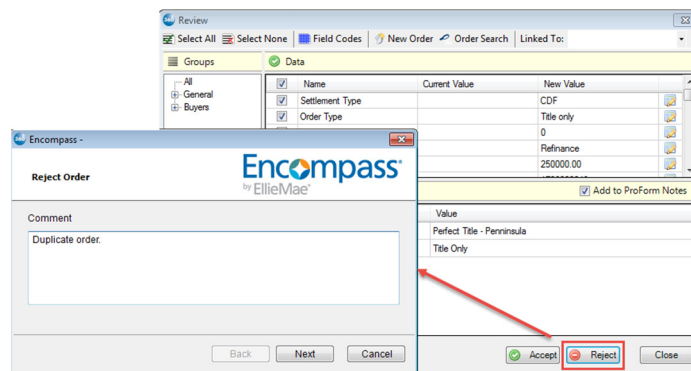 Review
Select All Select None Field Codes New Order Order Search Linked To:
Groups
Data
All
General
Buyers
Name Current Value New Value
Settlement Type CDF
Order Type Title only
0
Refinance
250000.00
Add to ProForm Notes
Value
Perfect Title - Penninsula
Title Only
Accept Reject Close
Encompass -
Reject Order
Encompass
by EllieMae
Comment
Duplicate order.
Back Next Cancel